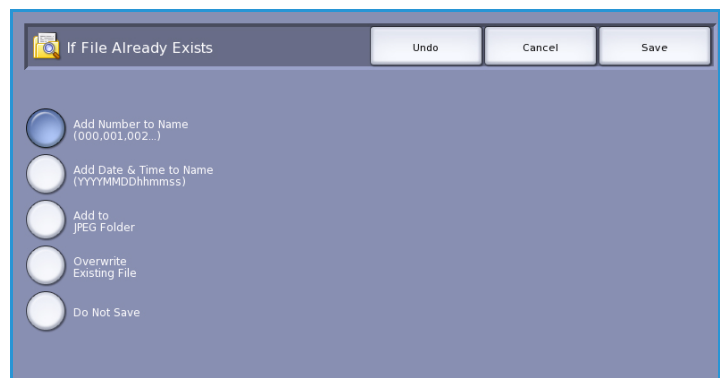 If File Already Exists
Undo
Cancel
Save
Add Number to Name
(000,001,002...)
Add Date & Time to Name
(YYYYMMDDhhmmss)
Add to
JPEG Folder
Overwrite
Existing File
Do Not Save